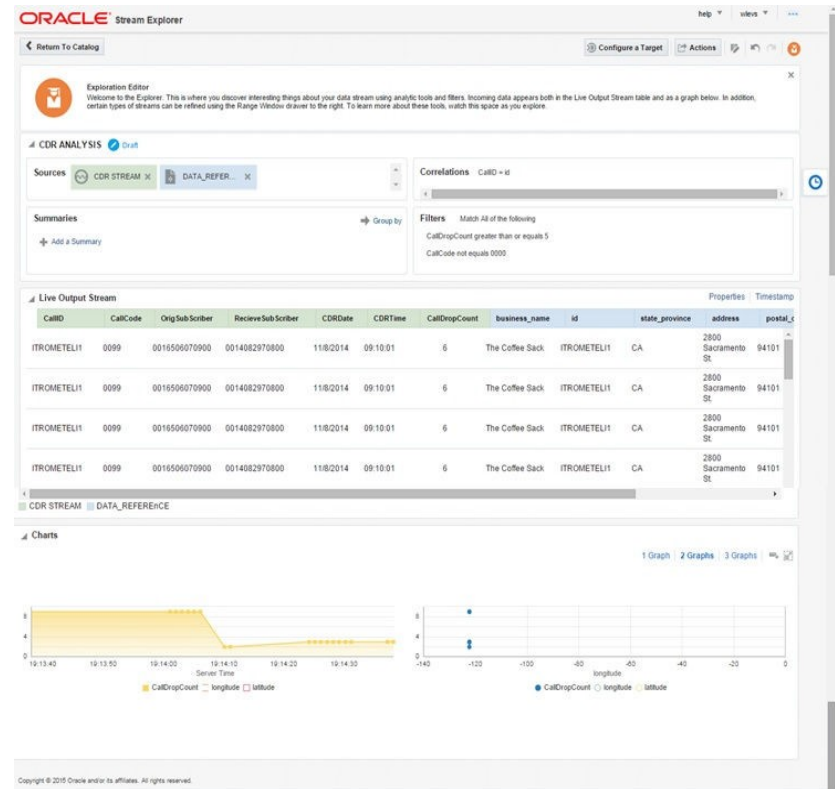 ORACLE Stream Explorer
help wlevs
Return To Catalog
Configure a Target Actions
Exploration Editor
Welcome to the Explorer. This is where you discover interesting things about your data stream using analytic tools and filters. Incoming data appears both in the Live Output Stream table and as a graph below. In addition,
certain types of streams can be refined using the Range Window drawer to the right. To learn more about these tools, watch this space as you explore.
CDR ANALYSIS Draft
Sources CDR STREAM × DATA_REFER... ×
Correlations CallID = id
Summaries Group by
Add a Summary
Filters Match All of the following
CallDropCount greater than or equals 5
CallCode not equals 0000
Live Output Stream
Properties Timestamp
CallID CallCode OrigSubScriber RecieveSubScriber CDRDate CDRTime CallDropCount business_name id state_province address postal_c
ITROMETELI1 0099 0016506070900 0014082970800 11/8/2014 09:10:01 6 The Coffee Sack ITROMETELI1 CA 2800 Sacramento St. 94101
ITROMETELI1 0099 0016506070900 0014082970800 11/8/2014 09:10:01 6 The Coffee Sack ITROMETELI1 CA 2800 Sacramento St. 94101
ITROMETELI1 0099 0016506070900 0014082970800 11/8/2014 09:10:01 6 The Coffee Sack ITROMETELI1 CA 2800 Sacramento St. 94101
ITROMETELI1 0099 0016506070900 0014082970800 11/8/2014 09:10:01 6 The Coffee Sack ITROMETELI1 CA 2800 Sacramento St. 94101
CDR STREAM DATA_REFEREnCE
Charts
1 Graph 2 Graphs 3 Graphs
8
4
0
19:13:40 19:13:50 19:14:00 19:14:10 19:14:20 19:14:30
Server Time
CallDropCount longitude latitude
8
4
0
-140 -120 -100 -80 -60 -40 -20 0
longitude
CallDropCount longitude latitude
Copyright © 2015 Oracle and/or its affiliates. All rights reserved.